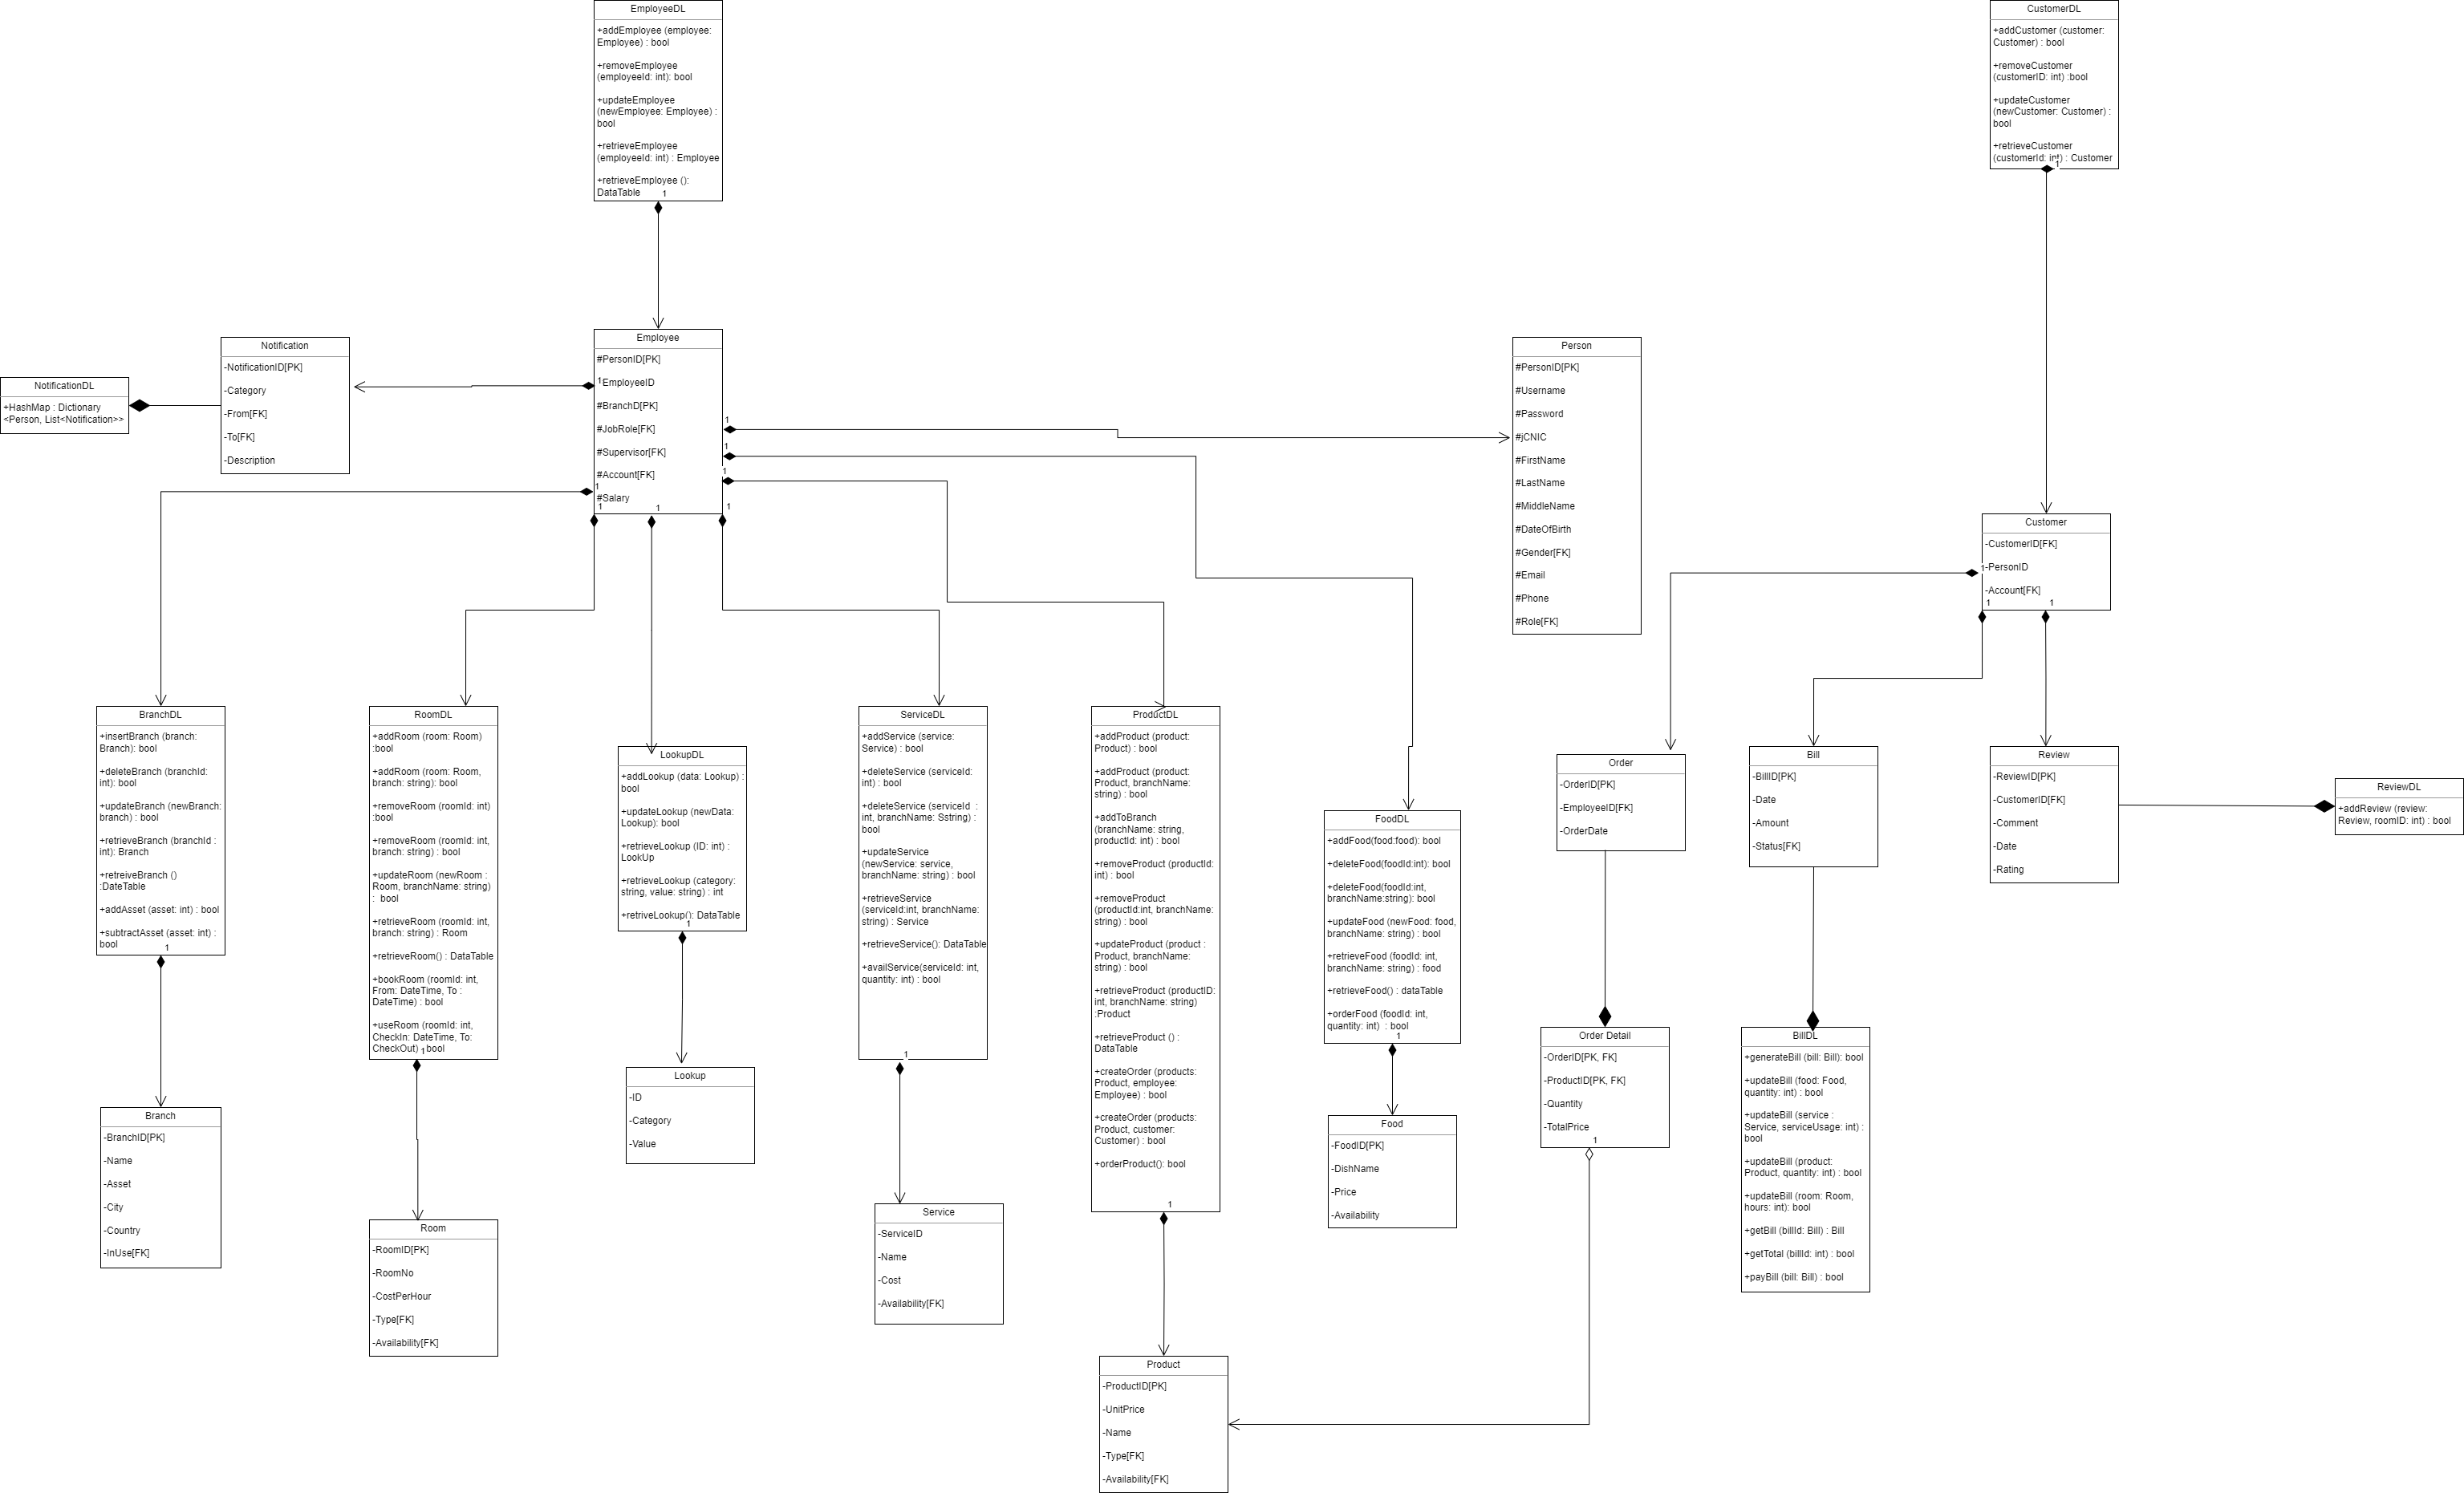 EmployeeDL
+addEmployee (employee:
Employee) : bool
+removeEmployee
(employeeId: int): bool
+updateEmployee
(newEmployee: Employee) :
bool
+retrieveEmployee
(employeeId: int) : Employee
+retrieveEmployee ():
DataTable
1
CustomerDL
+addCustomer (customer:
Customer) : bool
+removeCustomer
(customerID: int) :bool
+updateCustomer
(newCustomer: Customer) :
bool
+retrieveCustomer
(customerId: int) : Customer
1
NotificationDL
+HashMap : Dictionary
<Person, List<Notification>>
Notification
-NotificationID[PK]
-Category
-From[FK]
-To[FK]
-Description
Employee
#PersonID[PK]
1
EmployeeID
#BranchD[PK]
#JobRole[FK]
#Supervisor[FK]
#Account[FK]
#Salary
1
1
1
1
1
1
1
Person
#PersonID[PK]
#Username
#Password
#jCNIC
#FirstName
#LastName
#MiddleName
#DateOfBirth
#Gender[FK]
#Email
#Phone
#Role[FK]
Customer
-CustomerID[FK]
1
-PersonID
-Account[FK]
1
1
BranchDL
+insertBranch (branch:
Branch): bool
+deleteBranch (branchId:
int): bool
+updateBranch (newBranch:
branch) : bool
+retrieveBranch (branchId :
int): Branch
+retreiveBranch ()
:DateTable
+addAsset (asset: int) : bool
+subtractAsset (asset: int) :
bool
1
RoomDL
+addRoom (room: Room)
:bool
+addRoom (room: Room,
branch: string): bool
+removeRoom (roomId: int)
:bool
+removeRoom (roomId: int,
branch: string) : bool
+updateRoom (newRoom :
Room, branchName: string)
: bool
+retrieveRoom (roomId: int,
branch: string) : Room
+retrieveRoom() : DataTable
+bookRoom (roomId: int,
From: DateTime, To :
DateTime) : bool
+useRoom (roomId: int,
CheckIn: DateTime, To:
CheckOut) : bool
1
LookupDL
+addLookup (data: Lookup) :
bool
+updateLookup (newData:
Lookup): bool
+retrieveLookup (ID: int) :
LookUp
+retrieveLookup (category:
string, value: string) : int
+retriveLookup(): DataTable
1
ServiceDL
+addService (service:
Service) : bool
+deleteService (serviceId:
int) : bool
+deleteService (serviceId :
int, branchName: Sstring) :
bool
+updateService
(newService: service,
branchName: string) : bool
+retrieveService
(serviceId:int, branchName:
string) : Service
+retrieveService(): DataTable
+availService(serviceId: int,
quantity: int) : bool
1
ProductDL
+addProduct (product:
Product) : bool
+addProduct (product:
Product, branchName:
string) : bool
+addToBranch
(branchName: string,
productId: int) : bool
+removeProduct (productId:
int) : bool
+removeProduct
(productId:int, branchName:
string) : bool
+updateProduct (product :
Product, branchName:
string) : bool
+retrieveProduct (productID:
int, branchName: string)
:Product
+retrieveProduct () :
DataTable
+createOrder (products:
Product, employee:
Employee) : bool
+createOrder (products:
Product, customer:
Customer) : bool
+orderProduct(): bool
1
FoodDL
+addFood(food:food): bool
+deleteFood(foodId:int): bool
+deleteFood(foodId:int,
branchName:string): bool
+updateFood (newFood: food,
branchName: string) : bool
+retrieveFood (foodId: int,
branchName: string) : food
+retrieveFood() : dataTable
+orderFood (foodId: int,
quantity: int) : bool
1
Order
-OrderID[PK]
-EmployeeID[FK]
-OrderDate
Bill
-BillID[PK]
-Date
-Amount
-Status[FK]
Review
-ReviewID[PK]
-CustomerID[FK]
-Comment
-Date
-Rating
ReviewDL
+addReview (review:
Review, roomID: int) : bool
Order Detail
-OrderID[PK, FK]
-ProductID[PK, FK]
-Quantity
-TotalPrice
1
BillDL
+generateBill (bill: Bill): bool
+updateBill (food: Food,
quantity: int) : bool
+updateBill (service :
Service, serviceUsage: int) :
bool
+updateBill (product:
Product, quantity: int) : bool
+updateBill (room: Room,
hours: int): bool
+getBill (billId: Bill) : Bill
+getTotal (billId: int) : bool
+payBill (bill: Bill) : bool
Branch
-BranchID[PK]
-Name
-Asset
-City
-Country
-InUse[FK]
Room
-RoomID[PK]
-RoomNo
-CostPerHour
-Type[FK]
-Availability[FK]
Lookup
-ID
-Category
-Value
Service
-ServiceID
-Name
-Cost
-Availability[FK]
Food
-FoodID[PK]
-DishName
-Price
-Availability
Product
-ProductID[PK]
-UnitPrice
-Name
-Type[FK]
-Availability[FK]